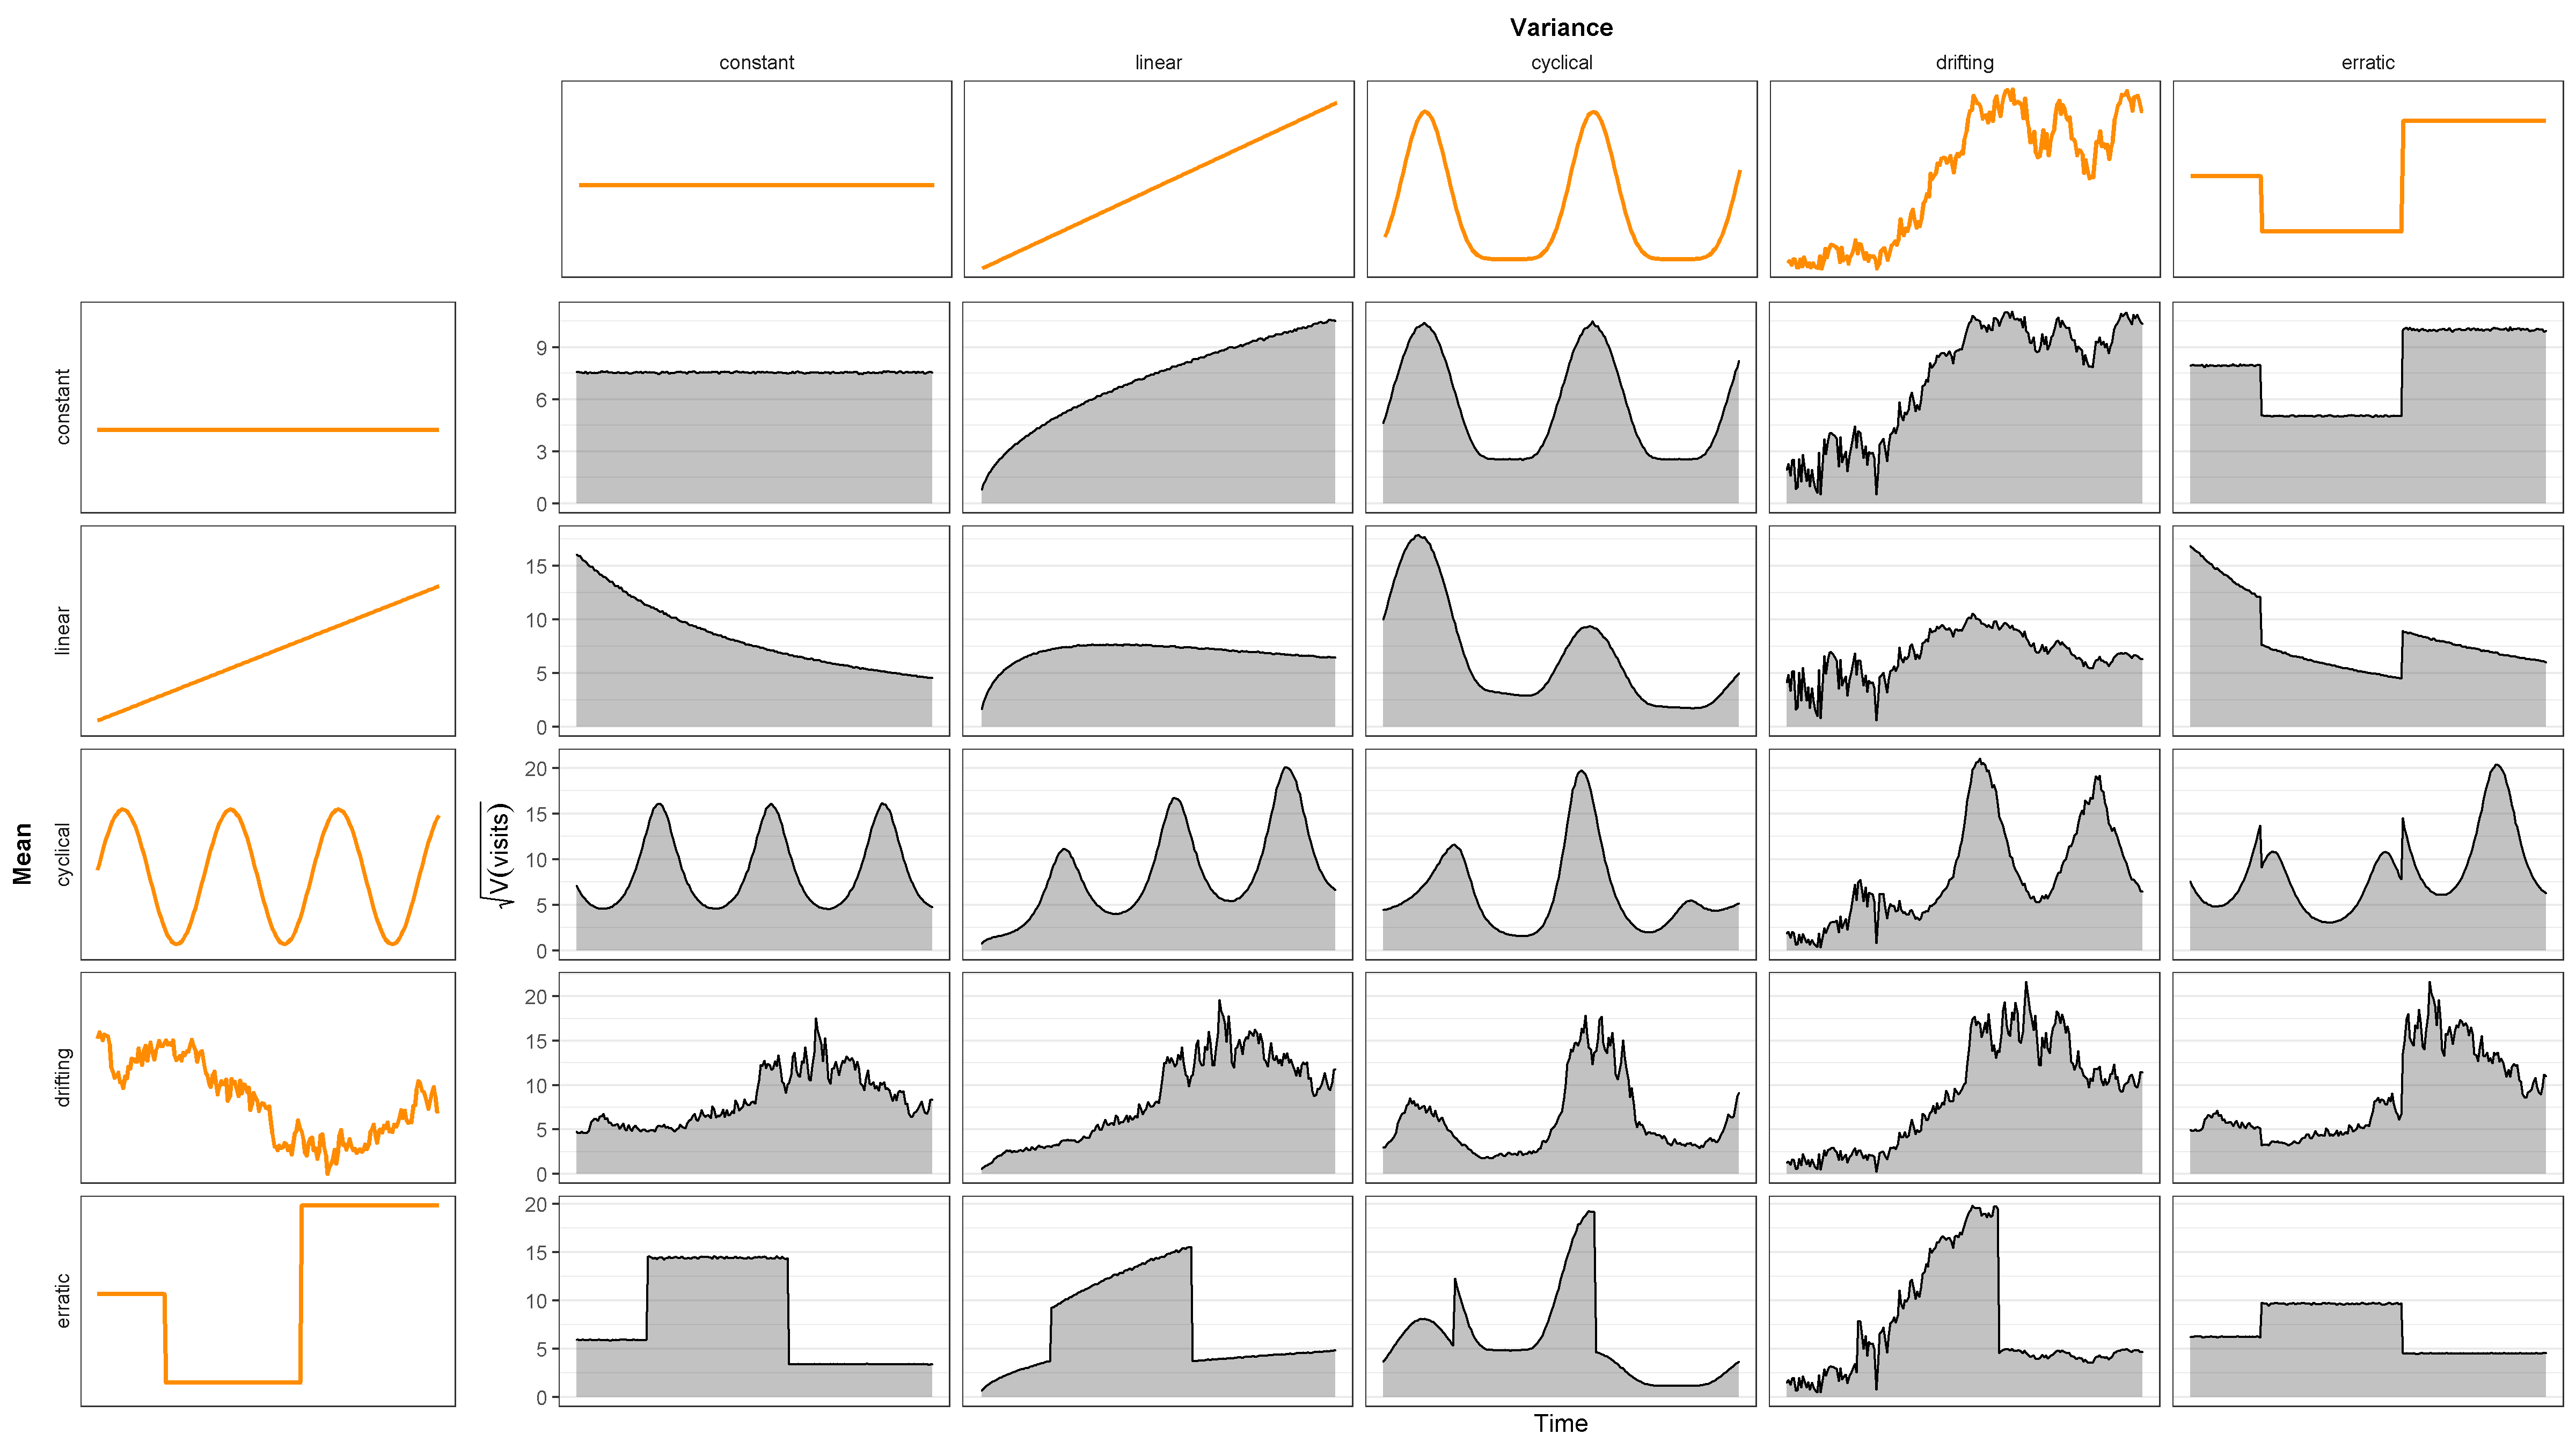 Variance
constant linear cyclical drifting erratic
constant
9
6
3
0
linear
15
10
5
0
Mean
cyclical
√V(visits)
20
15
10
5
0
drifting
20
15
10
5
0
erratic
20
15
10
5
0
Time